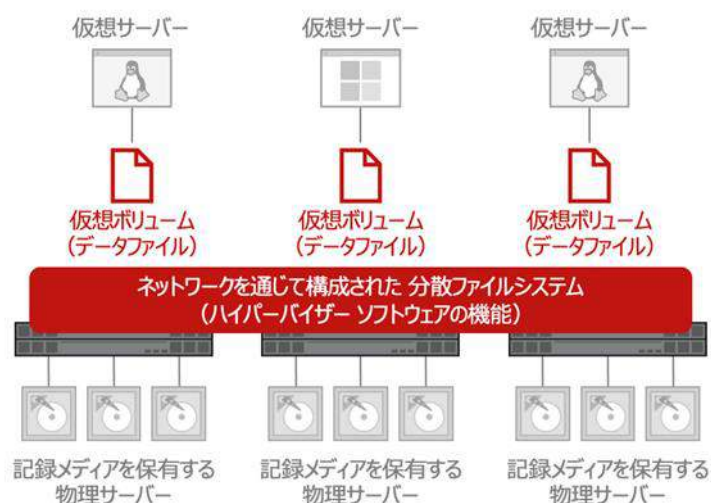 仮想サーバー
仮想サーバー
仮想サーバー
仮想ボリューム
(データファイル)
仮想ボリューム
(データファイル)
仮想ボリューム
(データファイル)
ネットワークを通じて構成された 分散ファイルシステム
(ハイパーバイザー ソフトウェアの機能)
記録メディアを保有する
物理サーバー
記録メディアを保有する
物理サーバー
記録メディアを保有する
物理サーバー